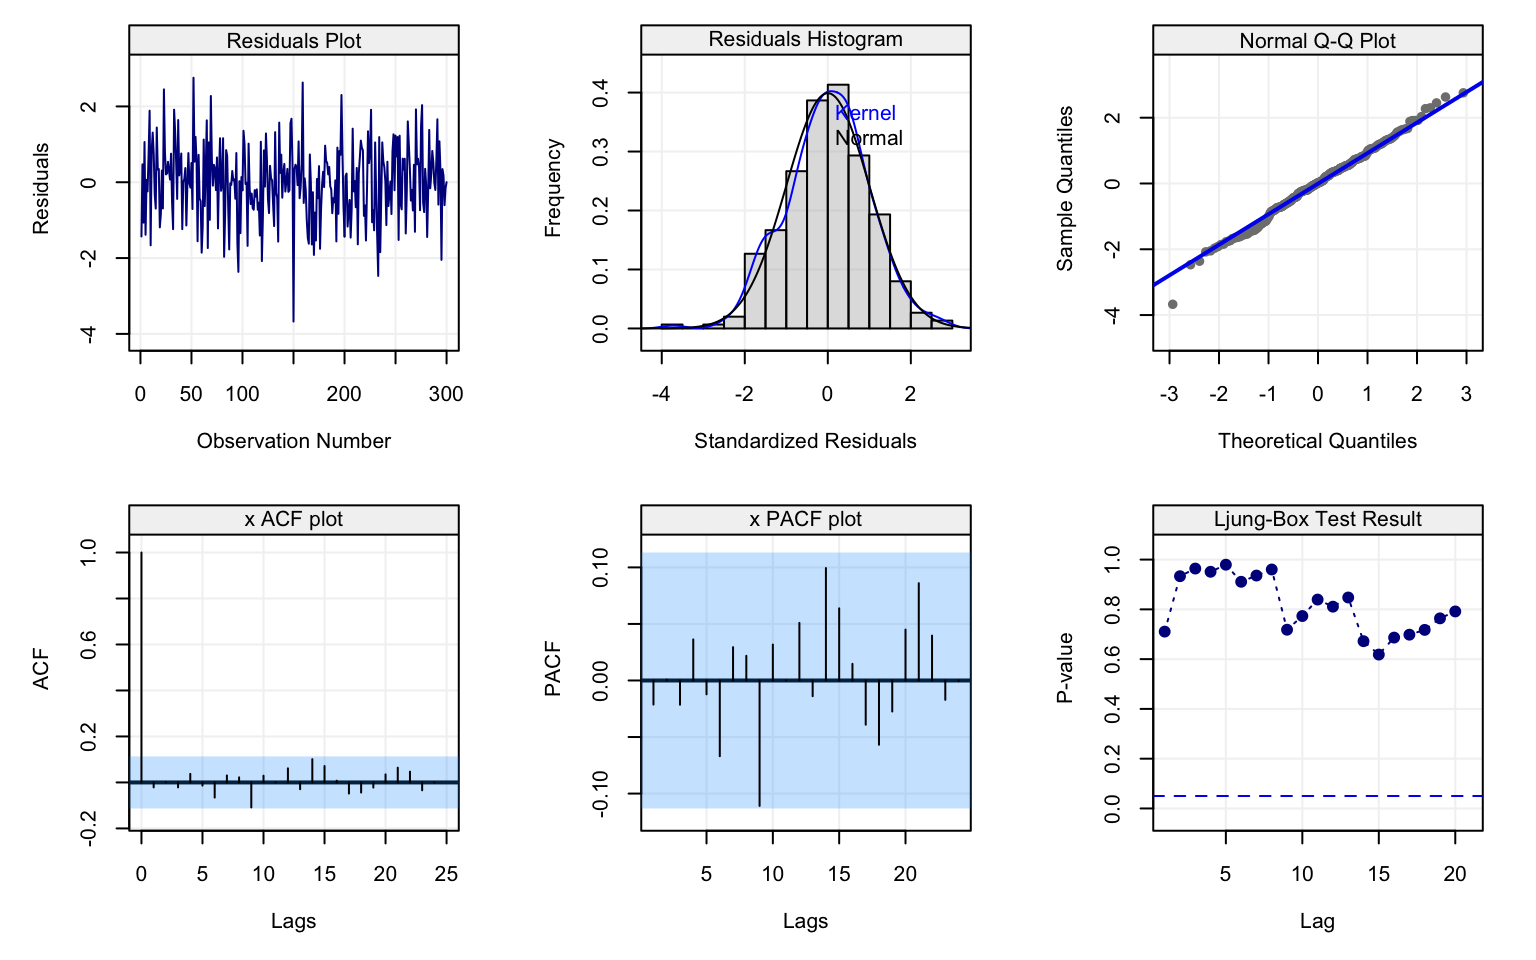 Residuals Plot
Residuals
2
0
-2
-4
0 50 100 200 300
Observation Number
Residuals Histogram
Frequency
0.4
0.3
0.2
0.1
0.0
Kernel
Normal
-4 -2 0 2
Standardized Residuals
Normal Q-Q Plot
Sample Quantiles
2
0
-2
-4
-3 -2 -1 0 1 2 3
Theoretical Quantiles
x ACF plot
ACF
1.0
0.6
0.2
-0.2
0 5 10 15 20 25
Lags
x PACF plot
PACF
0.10
0.00
-0.10
5 10 15 20
Lags
Ljung-Box Test Result
P-value
1.0
0.8
0.6
0.4
0.2
0.0
5 10 15 20
Lag